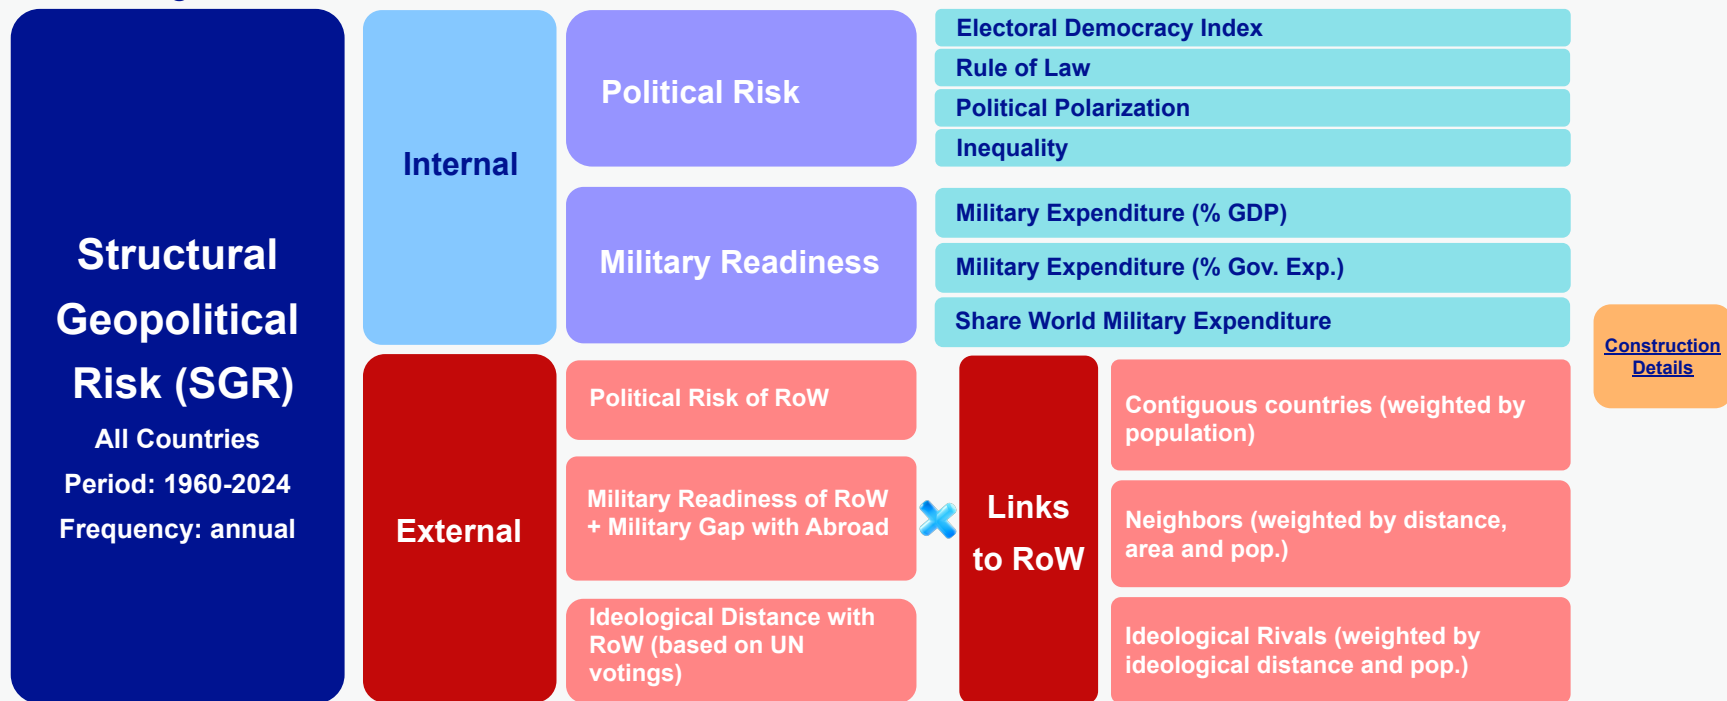 Structural
Geopolitical
Risk (SGR)
All Countries
Period: 1960-2024
Frequency: annual
Internal
Political Risk
Electoral Democracy Index
Rule of Law
Political Polarization
Inequality
Military Readiness
Military Expenditure (% GDP)
Military Expenditure (% Gov. Exp.)
Share World Military Expenditure
External
Political Risk of RoW
Military Readiness of RoW
+ Military Gap with Abroad
Ideological Distance with
RoW (based on UN
votings)
Links
to RoW
Contiguous countries (weighted by
population)
Neighbors (weighted by distance,
area and pop.)
Ideological Rivals (weighted by
ideological distance and pop.)
Construction
Details